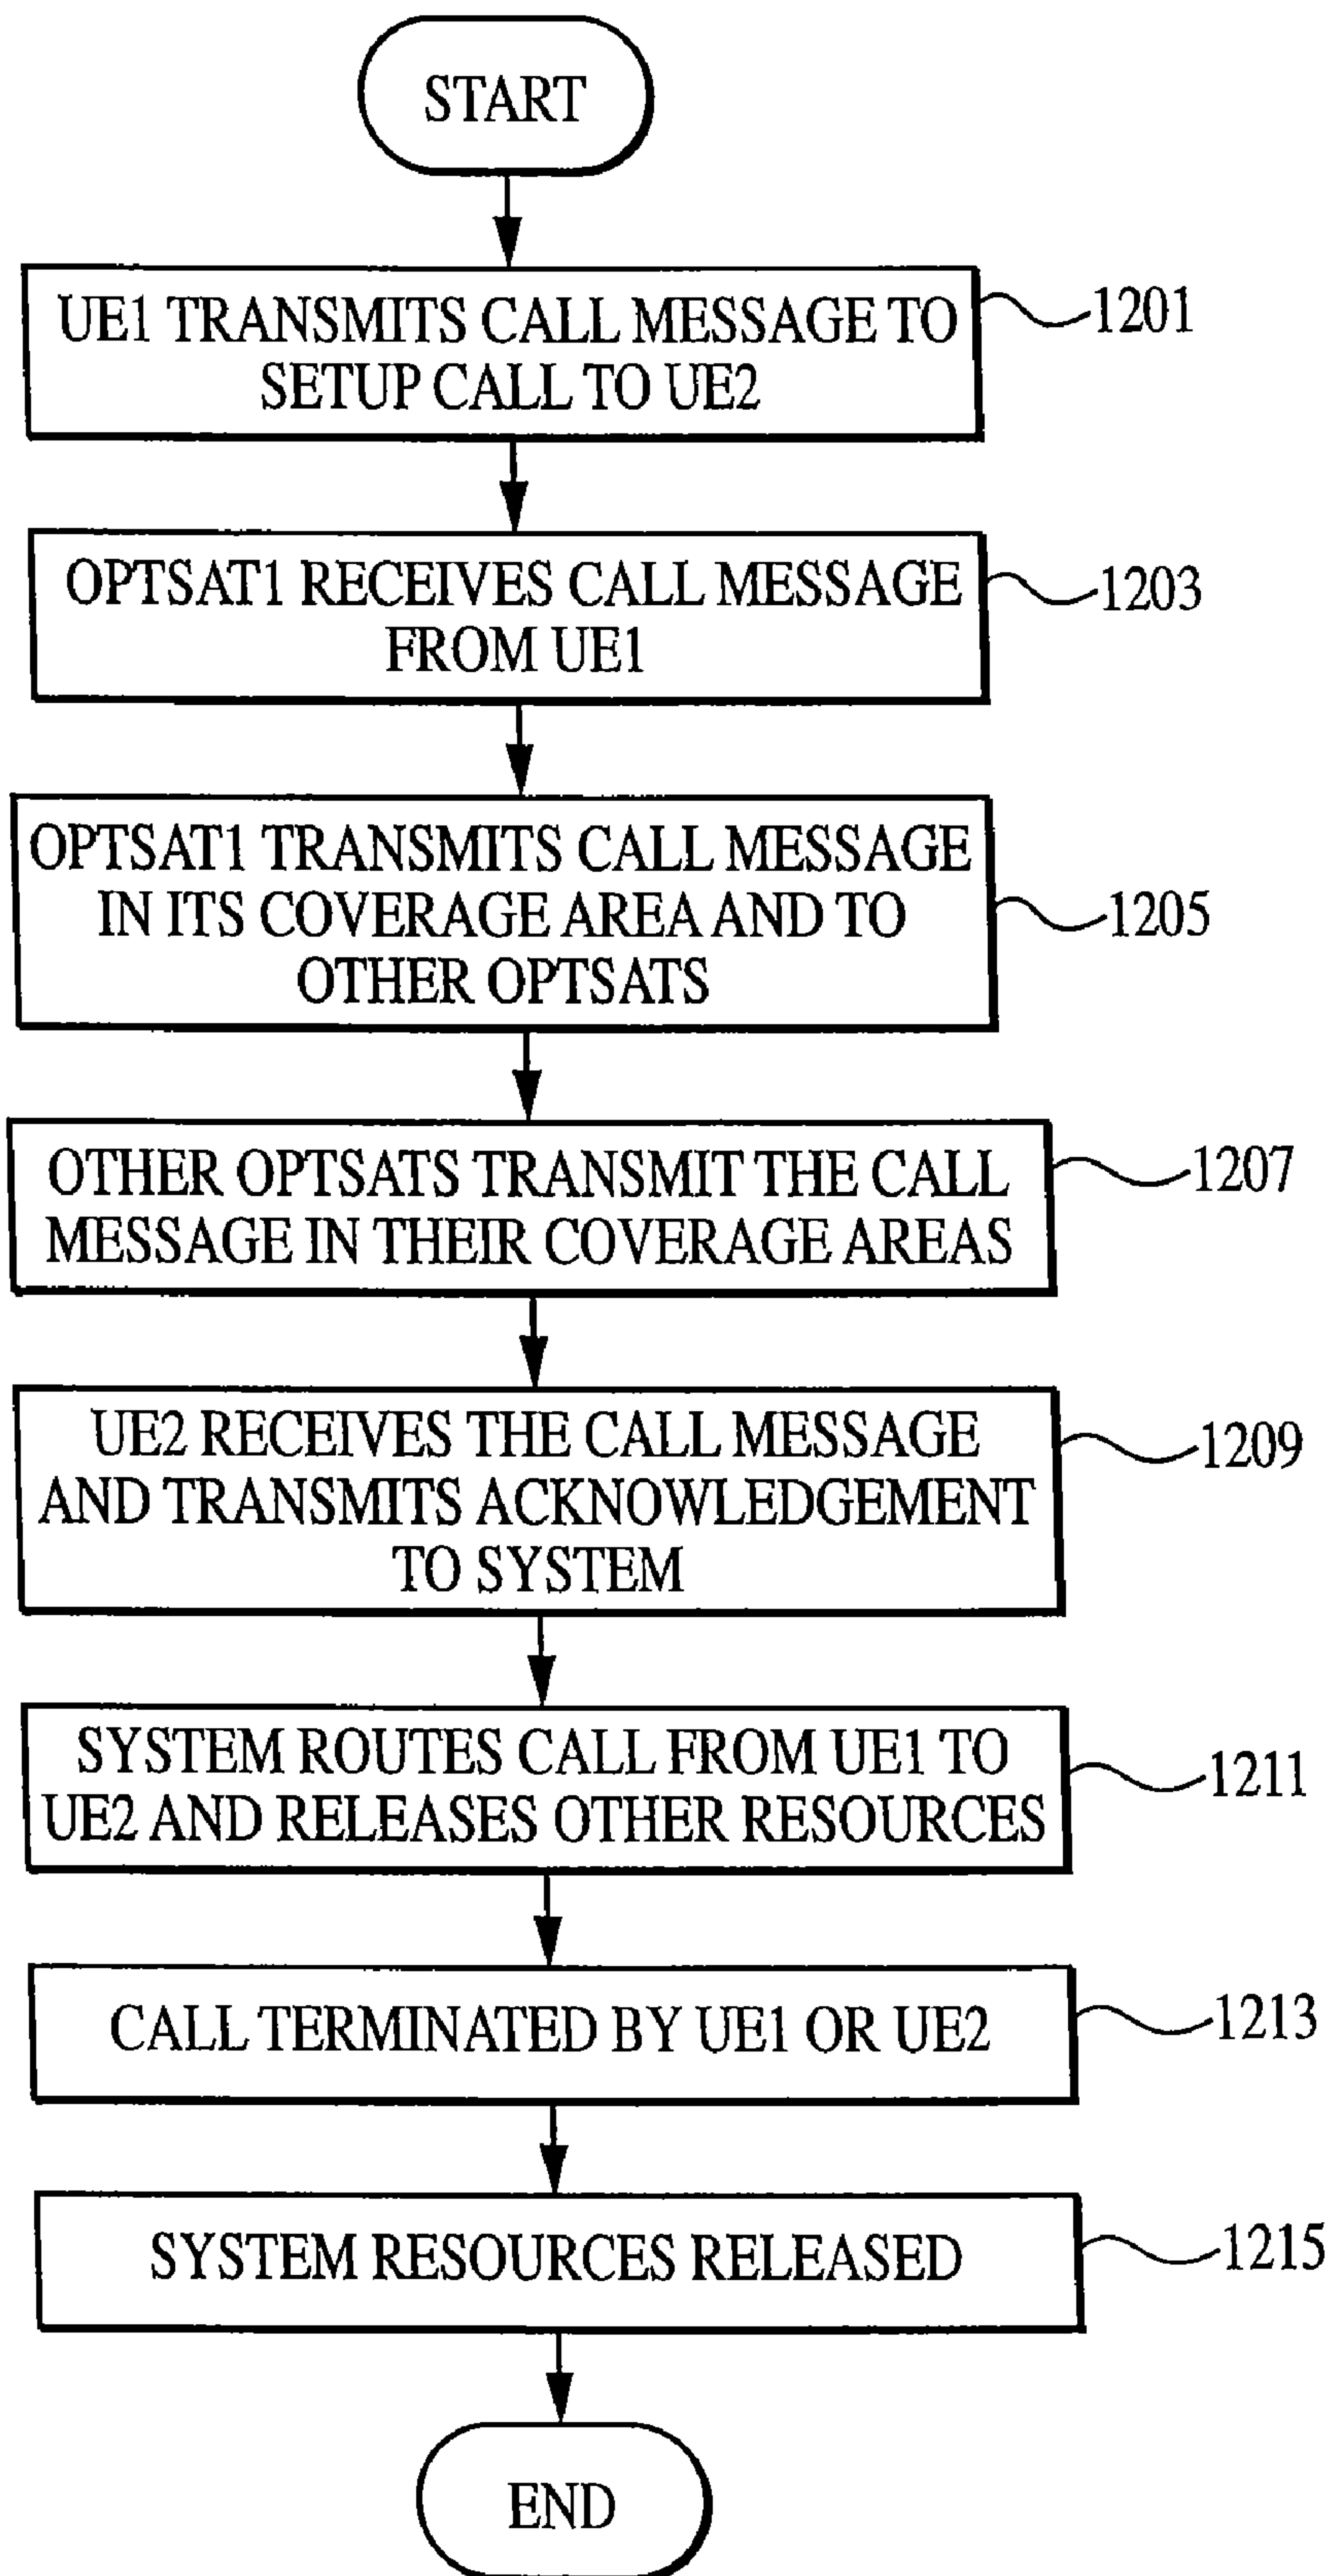 START
UE1 TRANSMITS CALL MESSAGE TO
SETUP CALL TO UE2
1201
OPTSAT1 RECEIVES CALL MESSAGE
FROM UE1
1203
OPTSAT1 TRANSMITS CALL MESSAGE
IN ITS COVERAGE AREA AND TO
OTHER OPTSATS
1205
OTHER OPTSATS TRANSMIT THE CALL
MESSAGE IN THEIR COVERAGE AREAS
1207
UE2 RECEIVES THE CALL MESSAGE
AND TRANSMITS ACKNOWLEDGEMENT
TO SYSTEM
1209
SYSTEM ROUTES CALL FROM UE1 TO
UE2 AND RELEASES OTHER RESOURCES
1211
CALL TERMINATED BY UE1 OR UE2
1213
SYSTEM RESOURCES RELEASED
1215
END